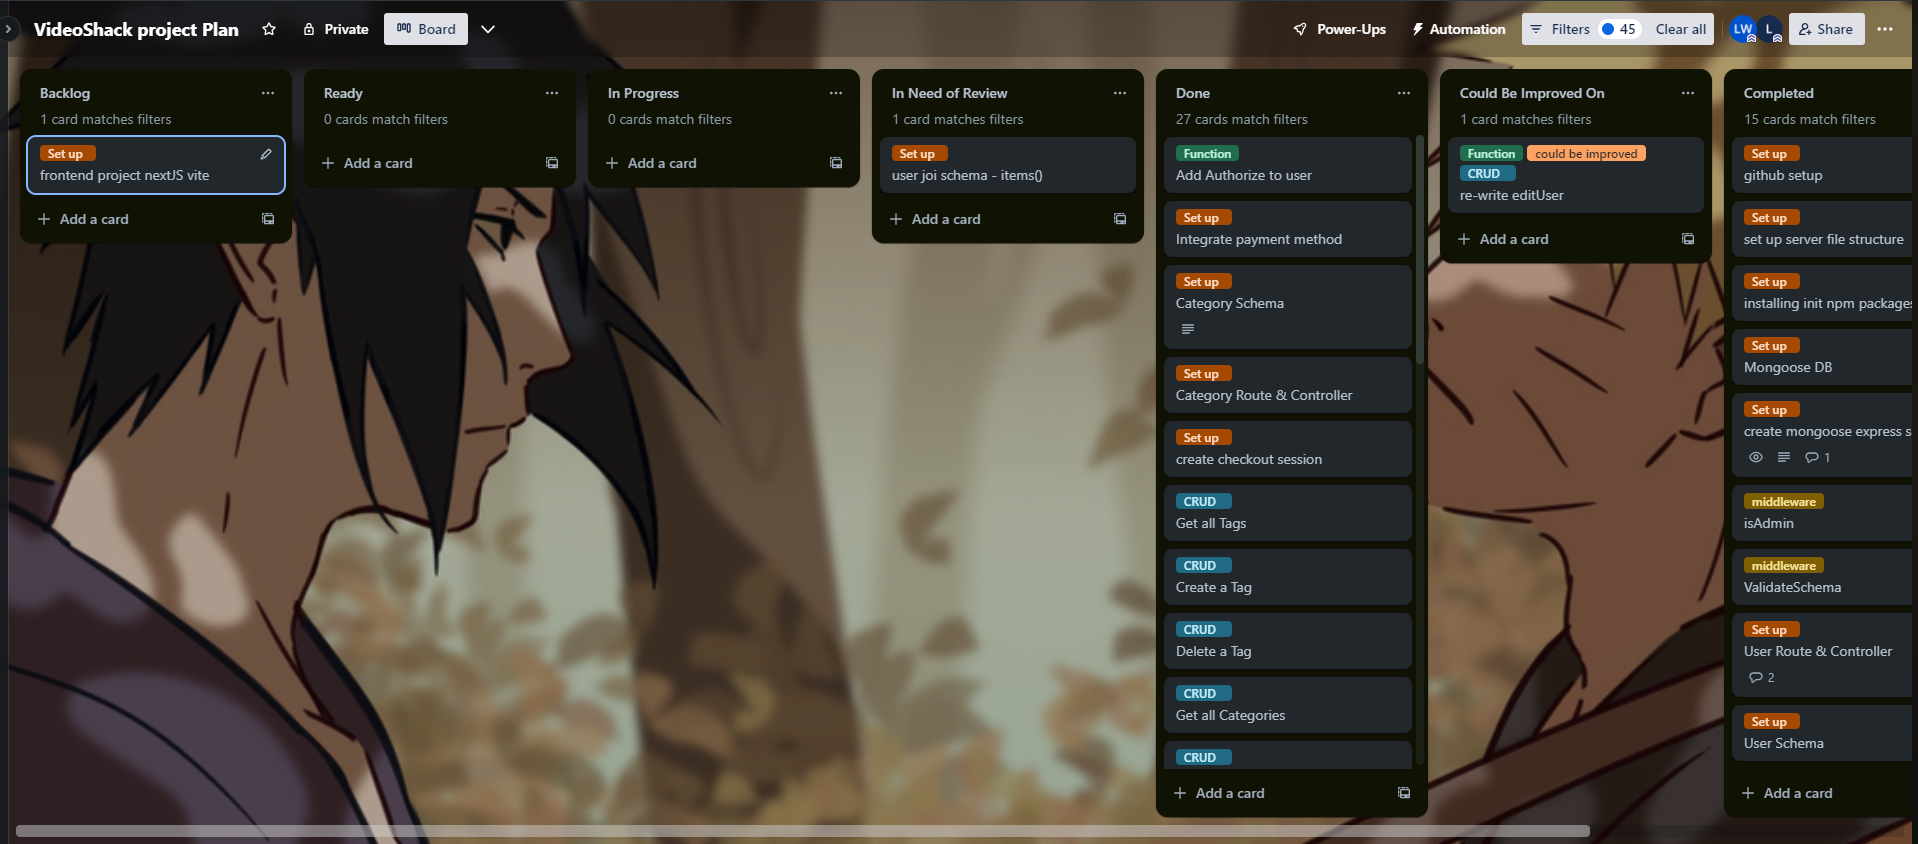 VideoShack project Plan
Private
Board
Power-Ups
Automation
Filters
45
Clear all
LW
L
Share
Backlog
1 card matches filters
Set up
frontend project nextJS vite
Add a card
Ready
0 cards match filters
Add a card
In Progress
0 cards match filters
Add a card
In Need of Review
1 card matches filters
Set up
user joi schema - items()
Add a card
Done
27 cards match filters
Function
Add Authorize to user
Set up
Integrate payment method
Set up
Category Schema
Set up
Category Route & Controller
Set up
create checkout session
CRUD
Get all Tags
CRUD
Create a Tag
CRUD
Delete a Tag
CRUD
Get all Categories
CRUD
Add a card
Could Be Improved On
1 card matches filters
Function could be improved
CRUD
re-write editUser
Add a card
Completed
15 cards match filters
Set up
github setup
Set up
set up server file structure
Set up
installing init npm packages
Set up
Mongoose DB
Set up
create mongoose express s
1
middleware
isAdmin
middleware
ValidateSchema
Set up
User Route & Controller
2
Set up
User Schema
Add a card